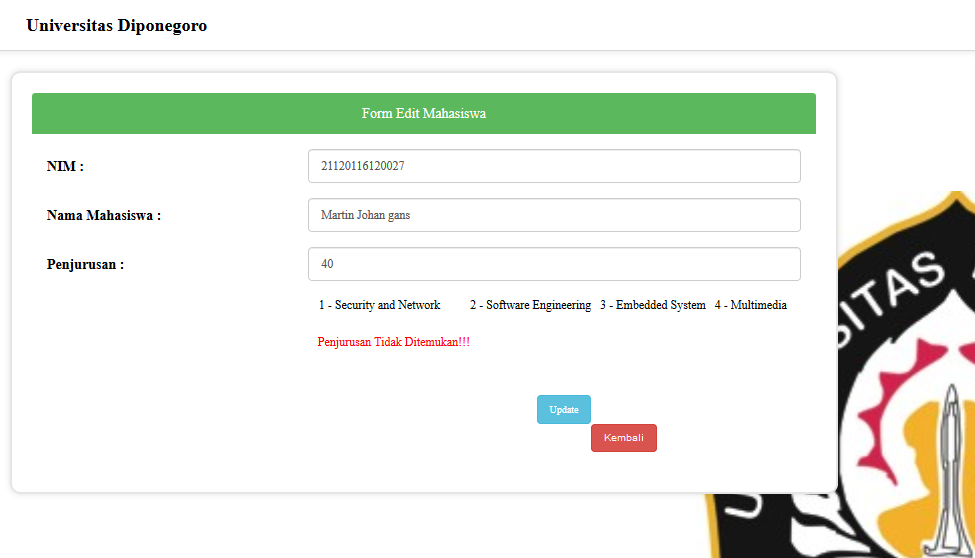 Universitas Diponegoro
Form Edit Mahasiswa
NIM :
21120116120027
Nama Mahasiswa :
Martin Johan gans
Penjurusan :
40
1 - Security and Network 2 - Software Engineering 3 - Embedded System 4 - Multimedia
Penjurusan Tidak Ditemukan!!!
Update
Kembali
SITAS
U